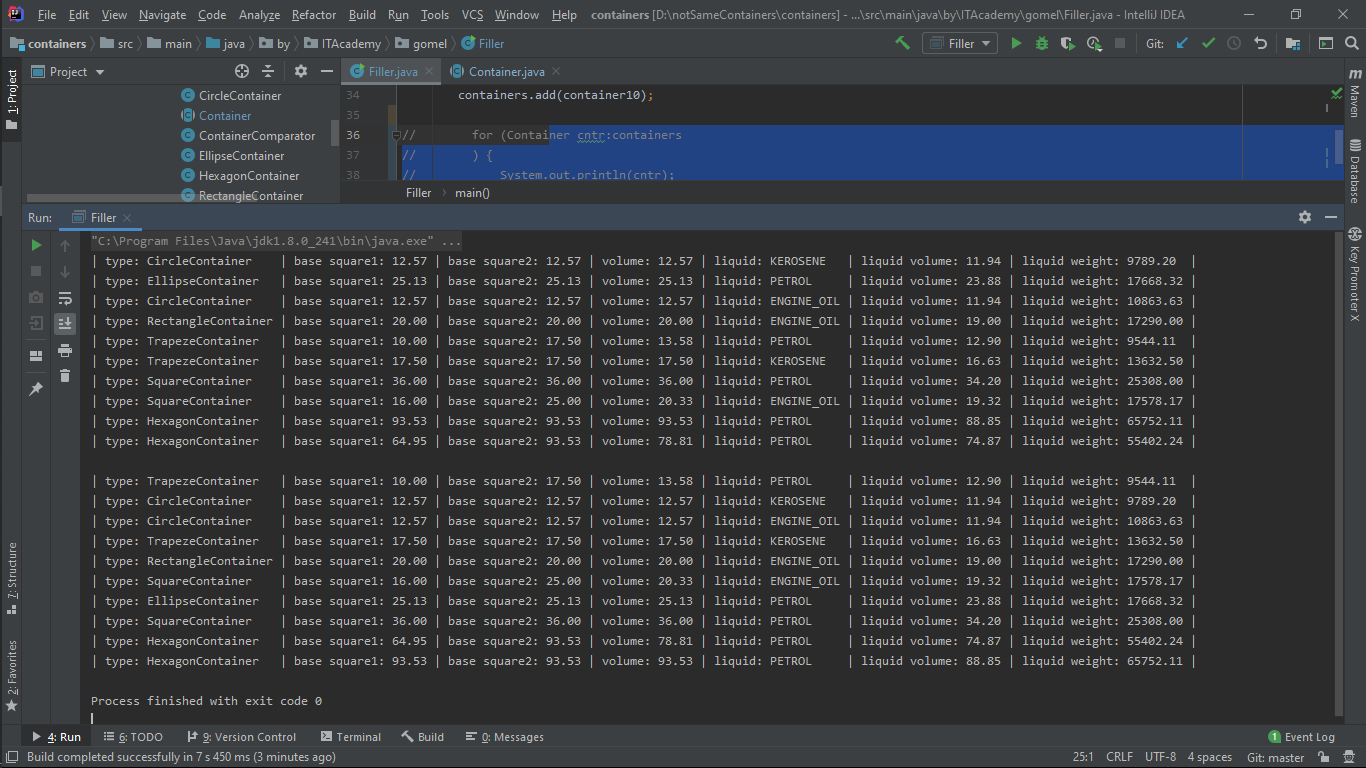 File Edit View Navigate Code Analyze Refactor Build Run Tools VCS Window Help containers [D:\notSameContainers\containers] - ...\src\main\java\by\ITAcademy\gomel\Filler.java - IntelliJ IDEA
containers src main java by ITAcademy gomel Filler Filler Git:
Project Filler.java Container.java
1: Project
CircleContainer
Container
ContainerComparator
EllipseContainer
HexagonContainer
RectangleContainer
34 containers.add(container10);
35
36 // for (Container cntr:containers
37 // ) {
38 // System.out.println(cntr);
Filler main()
Maven
Database
Key Promoter X
Run: Filler
"C:\Program Files\Java\jdk1.8.0_241\bin\java.exe" ...
| type: CircleContainer | base square1: 12.57 | base square2: 12.57 | volume: 12.57 | liquid: KEROSENE | liquid volume: 11.94 | liquid weight: 9789.20 |
| type: EllipseContainer | base square1: 25.13 | base square2: 25.13 | volume: 25.13 | liquid: PETROL | liquid volume: 23.88 | liquid weight: 17668.32 |
| type: CircleContainer | base square1: 12.57 | base square2: 12.57 | volume: 12.57 | liquid: ENGINE_OIL | liquid volume: 11.94 | liquid weight: 10863.63 |
| type: RectangleContainer | base square1: 20.00 | base square2: 20.00 | volume: 20.00 | liquid: ENGINE_OIL | liquid volume: 19.00 | liquid weight: 17290.00 |
| type: TrapezeContainer | base square1: 10.00 | base square2: 17.50 | volume: 13.58 | liquid: PETROL | liquid volume: 12.90 | liquid weight: 9544.11 |
| type: TrapezeContainer | base square1: 17.50 | base square2: 17.50 | volume: 17.50 | liquid: KEROSENE | liquid volume: 16.63 | liquid weight: 13632.50 |
| type: SquareContainer | base square1: 36.00 | base square2: 36.00 | volume: 36.00 | liquid: PETROL | liquid volume: 34.20 | liquid weight: 25308.00 |
| type: SquareContainer | base square1: 16.00 | base square2: 25.00 | volume: 20.33 | liquid: ENGINE_OIL | liquid volume: 19.32 | liquid weight: 17578.17 |
| type: HexagonContainer | base square1: 93.53 | base square2: 93.53 | volume: 93.53 | liquid: PETROL | liquid volume: 88.85 | liquid weight: 65752.11 |
| type: HexagonContainer | base square1: 64.95 | base square2: 93.53 | volume: 78.81 | liquid: PETROL | liquid volume: 74.87 | liquid weight: 55402.24 |
| type: TrapezeContainer | base square1: 10.00 | base square2: 17.50 | volume: 13.58 | liquid: PETROL | liquid volume: 12.90 | liquid weight: 9544.11 |
| type: CircleContainer | base square1: 12.57 | base square2: 12.57 | volume: 12.57 | liquid: KEROSENE | liquid volume: 11.94 | liquid weight: 9789.20 |
| type: CircleContainer | base square1: 12.57 | base square2: 12.57 | volume: 12.57 | liquid: ENGINE_OIL | liquid volume: 11.94 | liquid weight: 10863.63 |
| type: TrapezeContainer | base square1: 17.50 | base square2: 17.50 | volume: 17.50 | liquid: KEROSENE | liquid volume: 16.63 | liquid weight: 13632.50 |
| type: RectangleContainer | base square1: 20.00 | base square2: 20.00 | volume: 20.00 | liquid: ENGINE_OIL | liquid volume: 19.00 | liquid weight: 17290.00 |
| type: SquareContainer | base square1: 16.00 | base square2: 25.00 | volume: 20.33 | liquid: ENGINE_OIL | liquid volume: 19.32 | liquid weight: 17578.17 |
| type: EllipseContainer | base square1: 25.13 | base square2: 25.13 | volume: 25.13 | liquid: PETROL | liquid volume: 23.88 | liquid weight: 17668.32 |
| type: SquareContainer | base square1: 36.00 | base square2: 36.00 | volume: 36.00 | liquid: PETROL | liquid volume: 34.20 | liquid weight: 25308.00 |
| type: HexagonContainer | base square1: 64.95 | base square2: 93.53 | volume: 78.81 | liquid: PETROL | liquid volume: 74.87 | liquid weight: 55402.24 |
| type: HexagonContainer | base square1: 93.53 | base square2: 93.53 | volume: 93.53 | liquid: PETROL | liquid volume: 88.85 | liquid weight: 65752.11 |
Process finished with exit code 0
7: Structure
2: Favorites
4: Run 6: TODO 9: Version Control Terminal Build 0: Messages 1 Event Log
Build completed successfully in 7 s 450 ms (3 minutes ago) 25:1 CRLF UTF-8 4 spaces Git: master